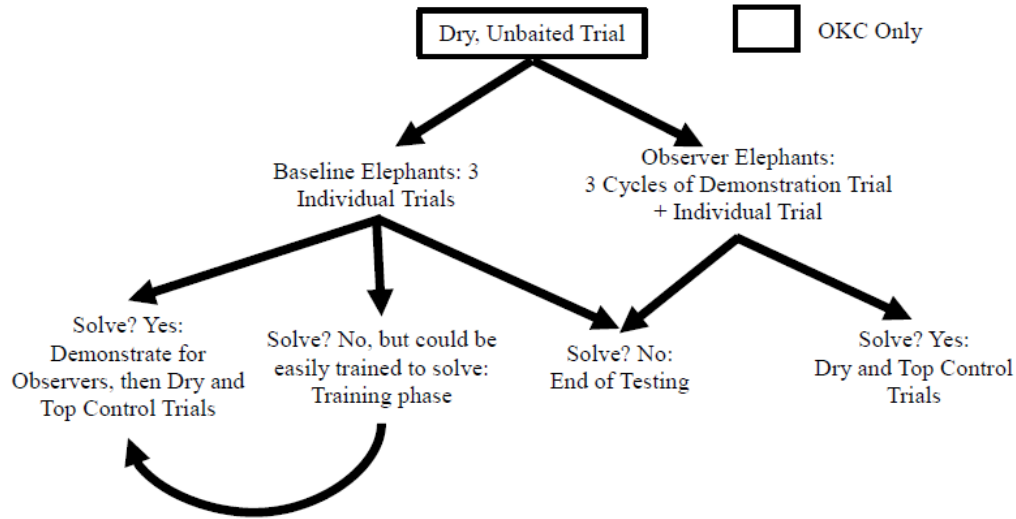 Dry, Unbaited Trial
OKC Only
Baseline Elephants: 3
Individual Trials
Observer Elephants:
3 Cycles of Demonstration Trial
+ Individual Trial
Solve? Yes:
Demonstrate for
Observers, then Dry and
Top Control Trials
Solve? No, but could be
easily trained to solve:
Training phase
Solve? No:
End of Testing
Solve? Yes:
Dry and Top Control
Trials